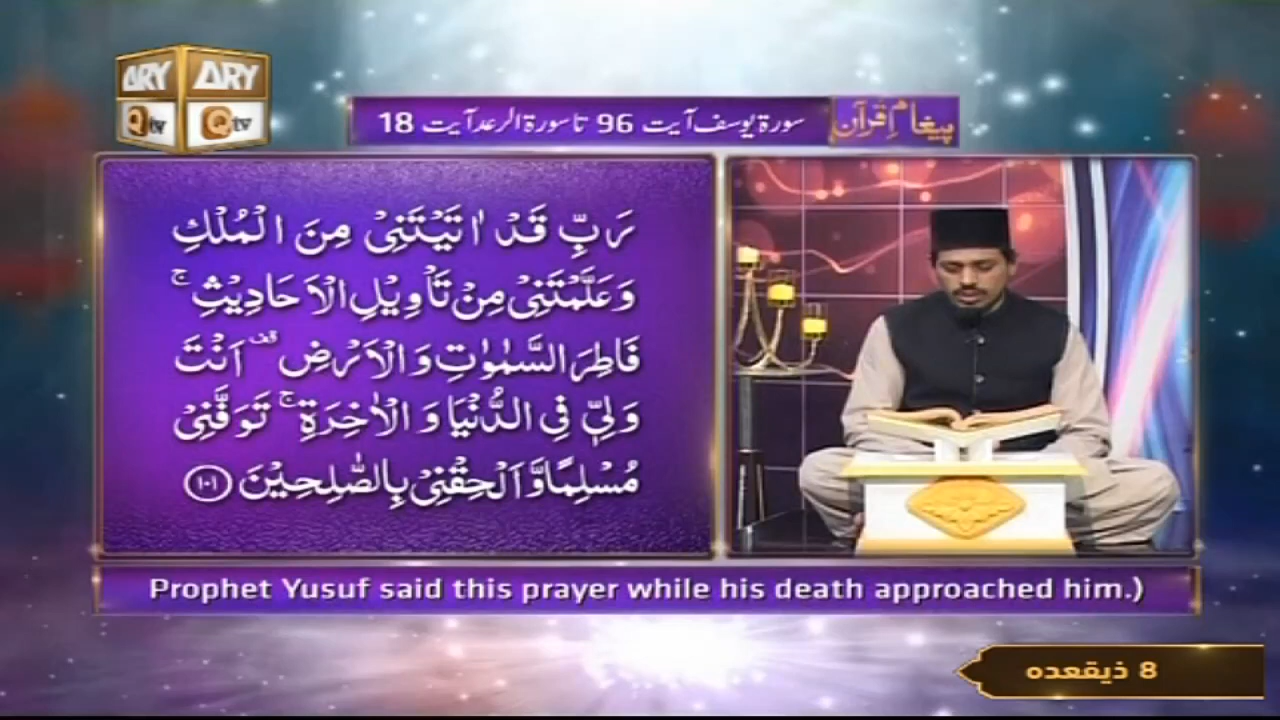 ARY ARY
Qtv Qtv
پیغامِ قرآن
سورۃ یوسف آیت 96 تا سورۃ الرعد آیت 18
رَبِّ قَدْ اٰتَیْتَنِیْ مِنَ الْمُلْكِ
وَعَلَّمْتَنِیْ مِنْ تَاْوِیْلِ الْاَحَادِیْثِ ۚ
فَاطِرَ السَّمٰوٰتِ وَالْاَرْضِ ۫ اَنْتَ
وَلِیّٖ فِی الدُّنْیَا وَالْاٰخِرَةِ ۚ تَوَفَّنِیْ
مُسْلِمًا وَّاَلْحِقْنِیْ بِالصّٰلِحِیْنَ ﴿۱۰۱﴾
Prophet Yusuf said this prayer while his death approached him.)
8 ذیقعدہ